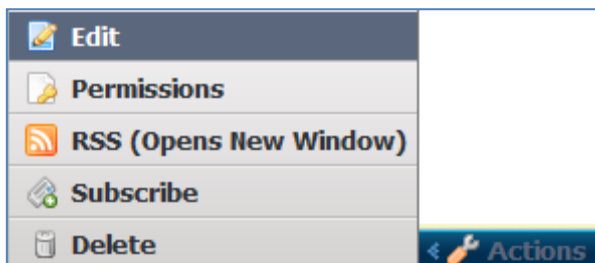 Edit
Permissions
RSS (Opens New Window)
Subscribe
Delete
Actions